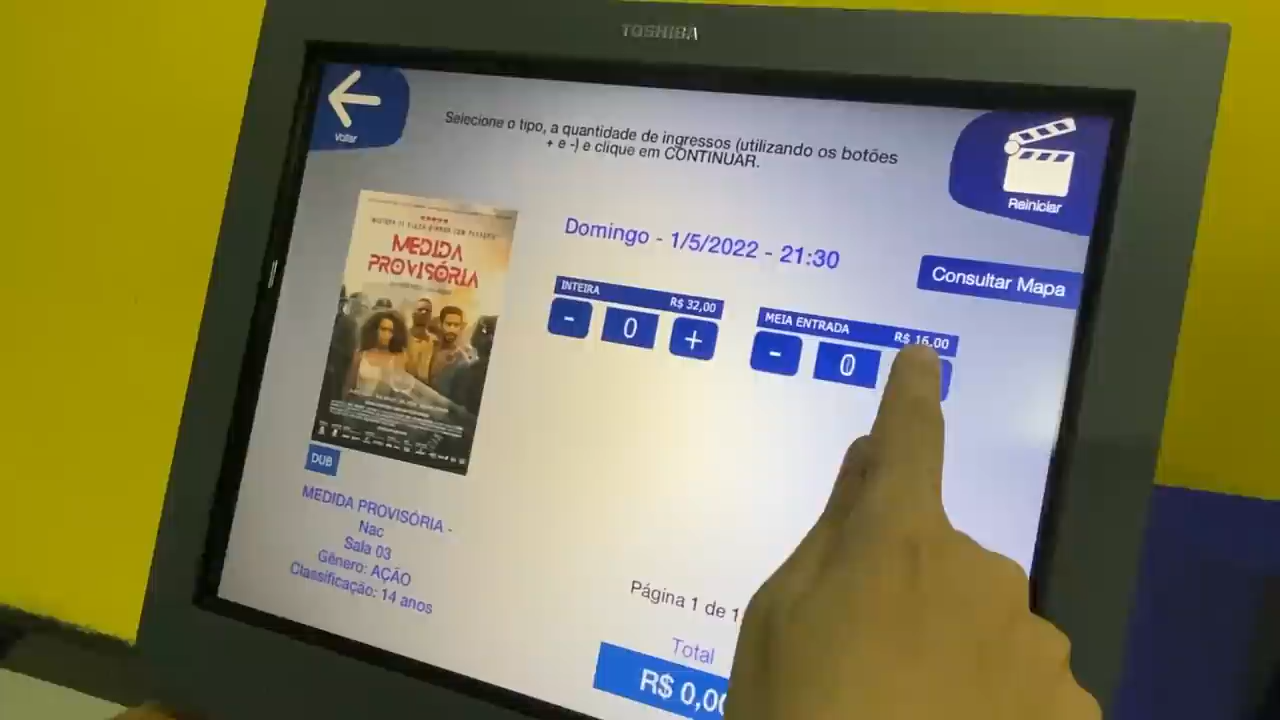 TOSHIBA
Voltar
Selecione o tipo, a quantidade de ingressos (utilizando os botões
+ e -) e clique em CONTINUAR.
Reiniciar
MEDIDA
PROVISÓRIA
Domingo - 1/5/2022 - 21:30
Consultar Mapa
INTEIRA R$ 32,00
- 0 +
MEIA ENTRADA R$ 16,00
- 0
DUB
MEDIDA PROVISÓRIA -
Nac
Sala 03
Gênero: AÇÃO
Classificação: 14 anos
Página 1 de 1
Total
R$ 0,00